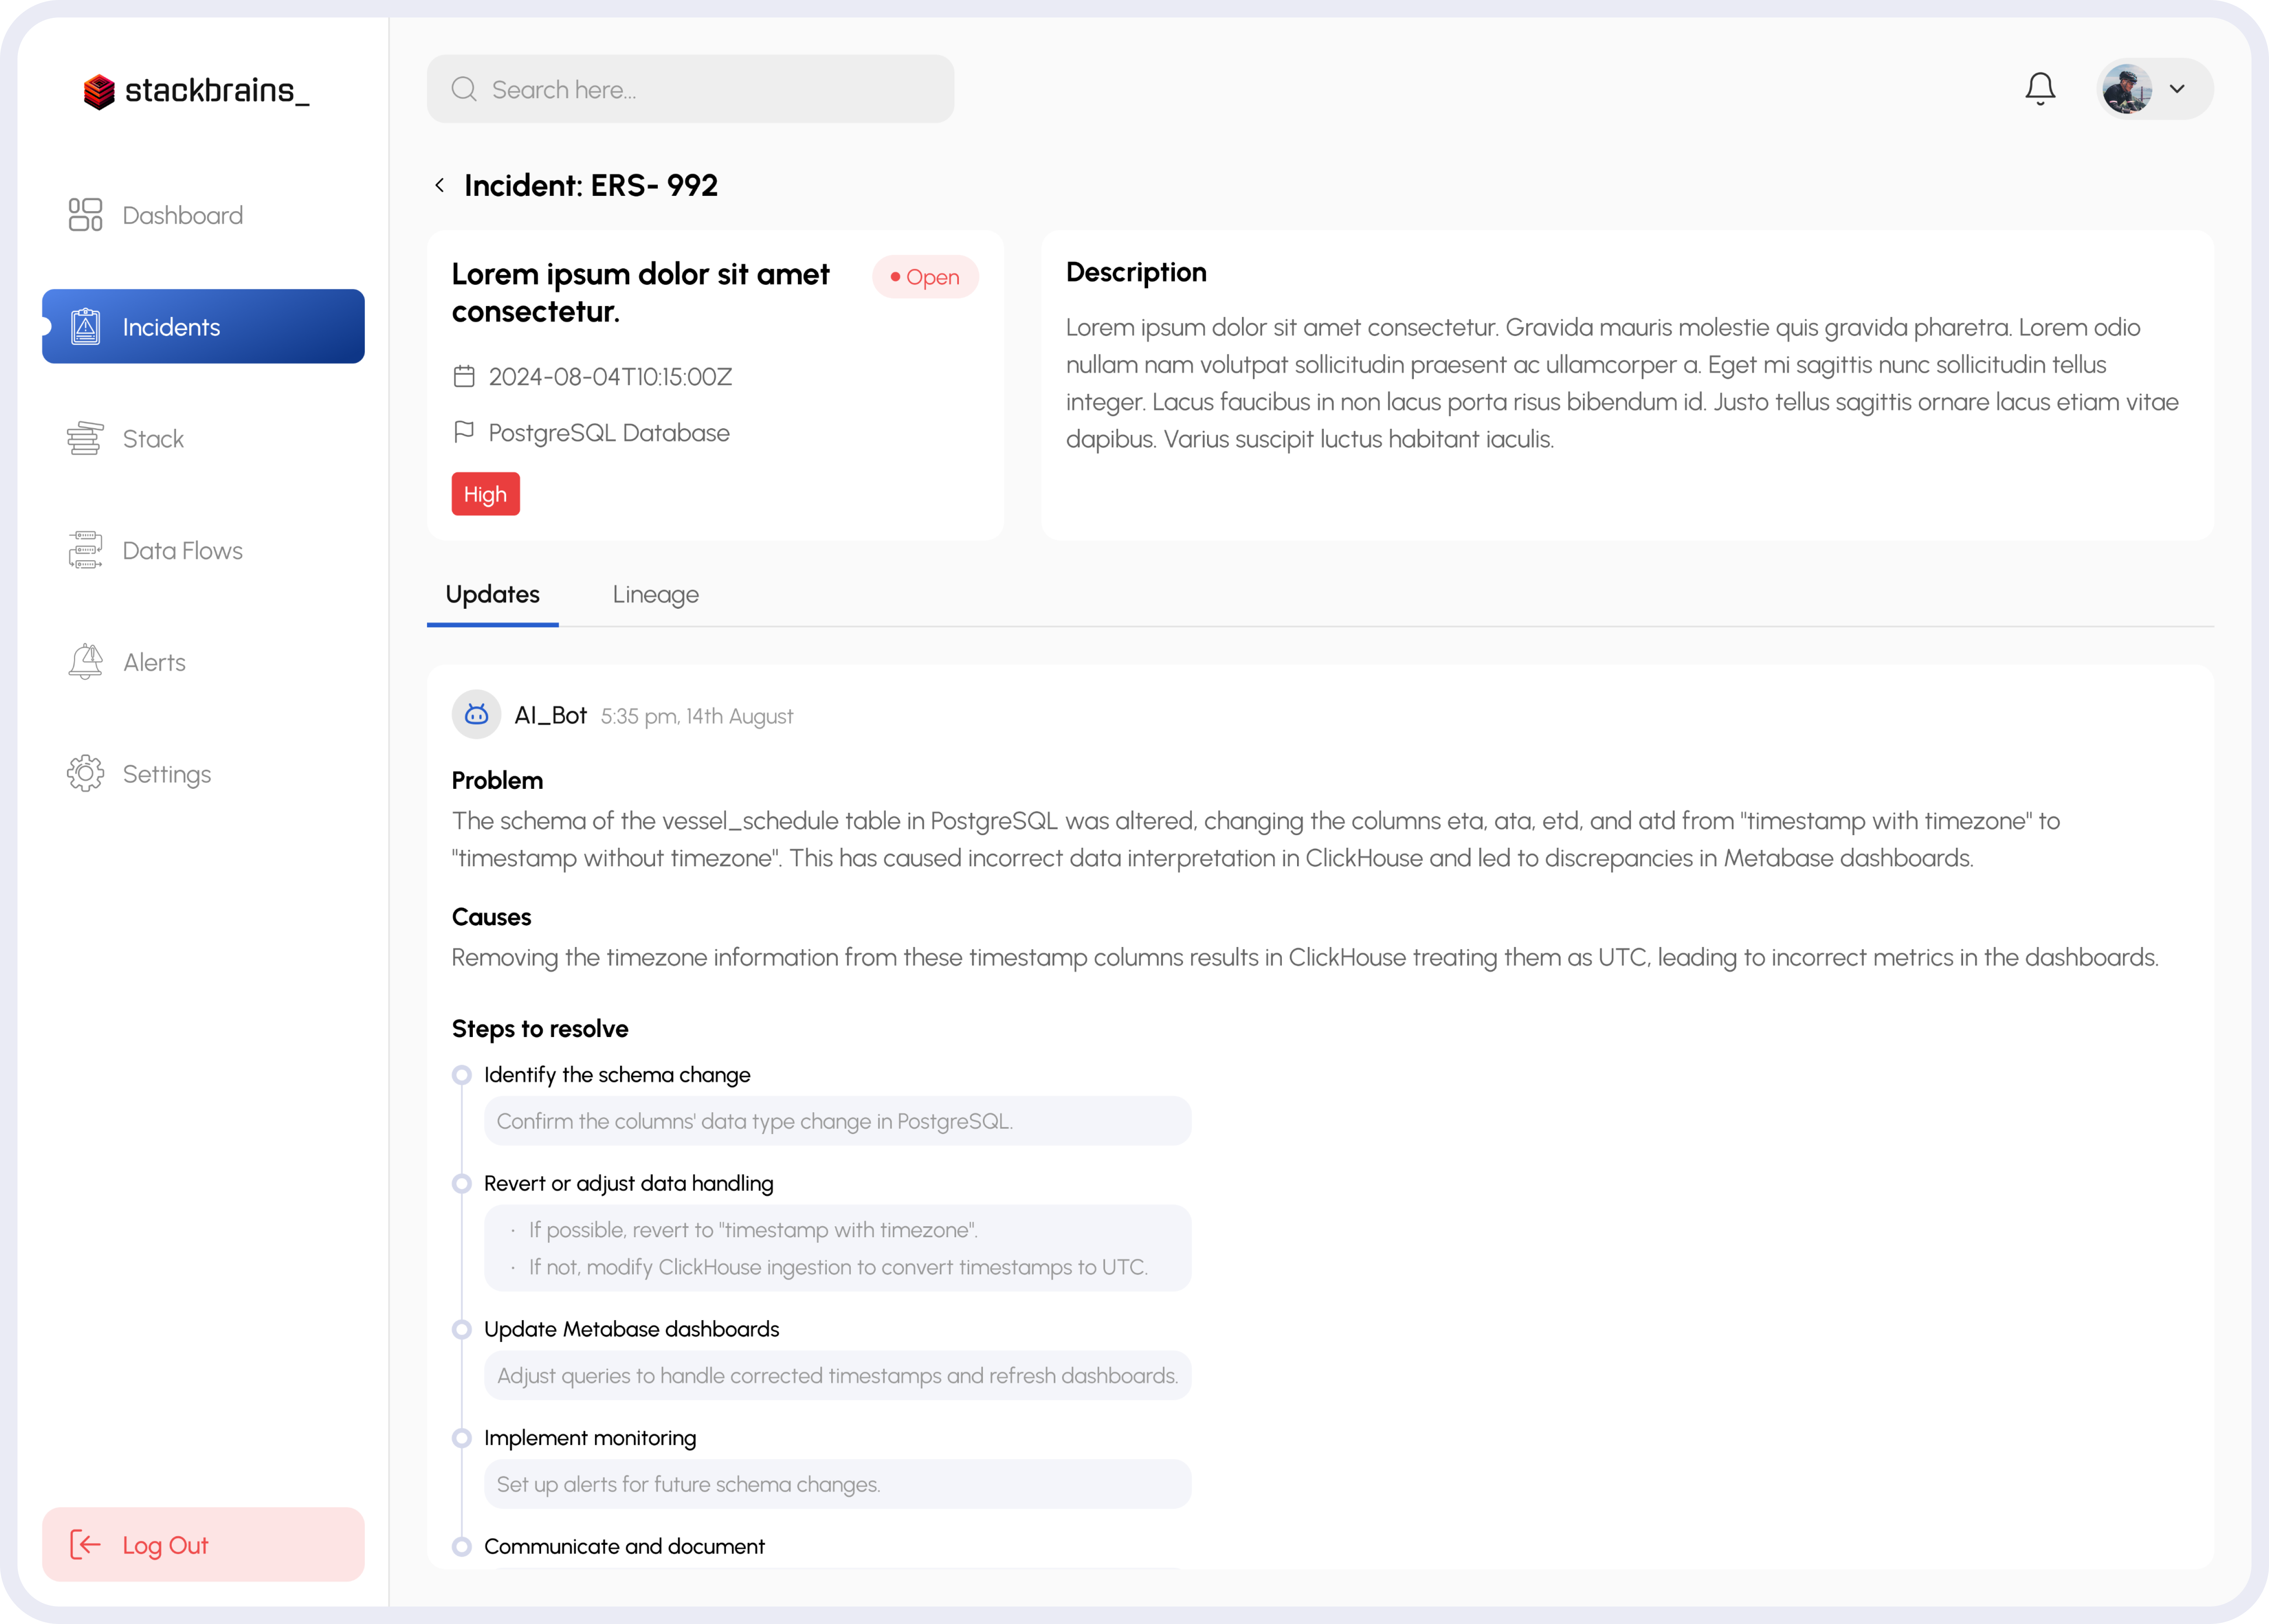 stackbrains_
Search here...
Dashboard
Incidents
Stack
Data Flows
Alerts
Settings
Log Out
Incident: ERS- 992
Lorem ipsum dolor sit amet
consectetur.
Open
2024-08-04T10:15:00Z
PostgreSQL Database
High
Description
Lorem ipsum dolor sit amet consectetur. Gravida mauris molestie quis gravida pharetra. Lorem odio
nullam nam volutpat sollicitudin praesent ac ullamcorper a. Eget mi sagittis nunc sollicitudin tellus
integer. Lacus faucibus in non lacus porta risus bibendum id. Justo tellus sagittis ornare lacus etiam vitae
dapibus. Varius suscipit luctus habitant iaculis.
Updates
Lineage
AI_Bot 5:35 pm, 14th August
Problem
The schema of the vessel_schedule table in PostgreSQL was altered, changing the columns eta, ata, etd, and atd from "timestamp with timezone" to
"timestamp without timezone". This has caused incorrect data interpretation in ClickHouse and led to discrepancies in Metabase dashboards.
Causes
Removing the timezone information from these timestamp columns results in ClickHouse treating them as UTC, leading to incorrect metrics in the dashboards.
Steps to resolve
Identify the schema change
Confirm the columns' data type change in PostgreSQL.
Revert or adjust data handling
· If possible, revert to "timestamp with timezone".
· If not, modify ClickHouse ingestion to convert timestamps to UTC.
Update Metabase dashboards
Adjust queries to handle corrected timestamps and refresh dashboards.
Implement monitoring
Set up alerts for future schema changes.
Communicate and document